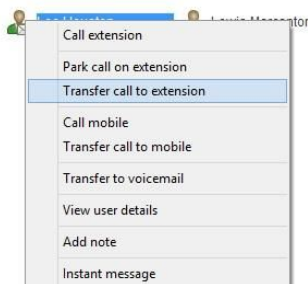 Call extension
Park call on extension
Transfer call to extension
Call mobile
Transfer call to mobile
Transfer to voicemail
View user details
Add note
Instant message